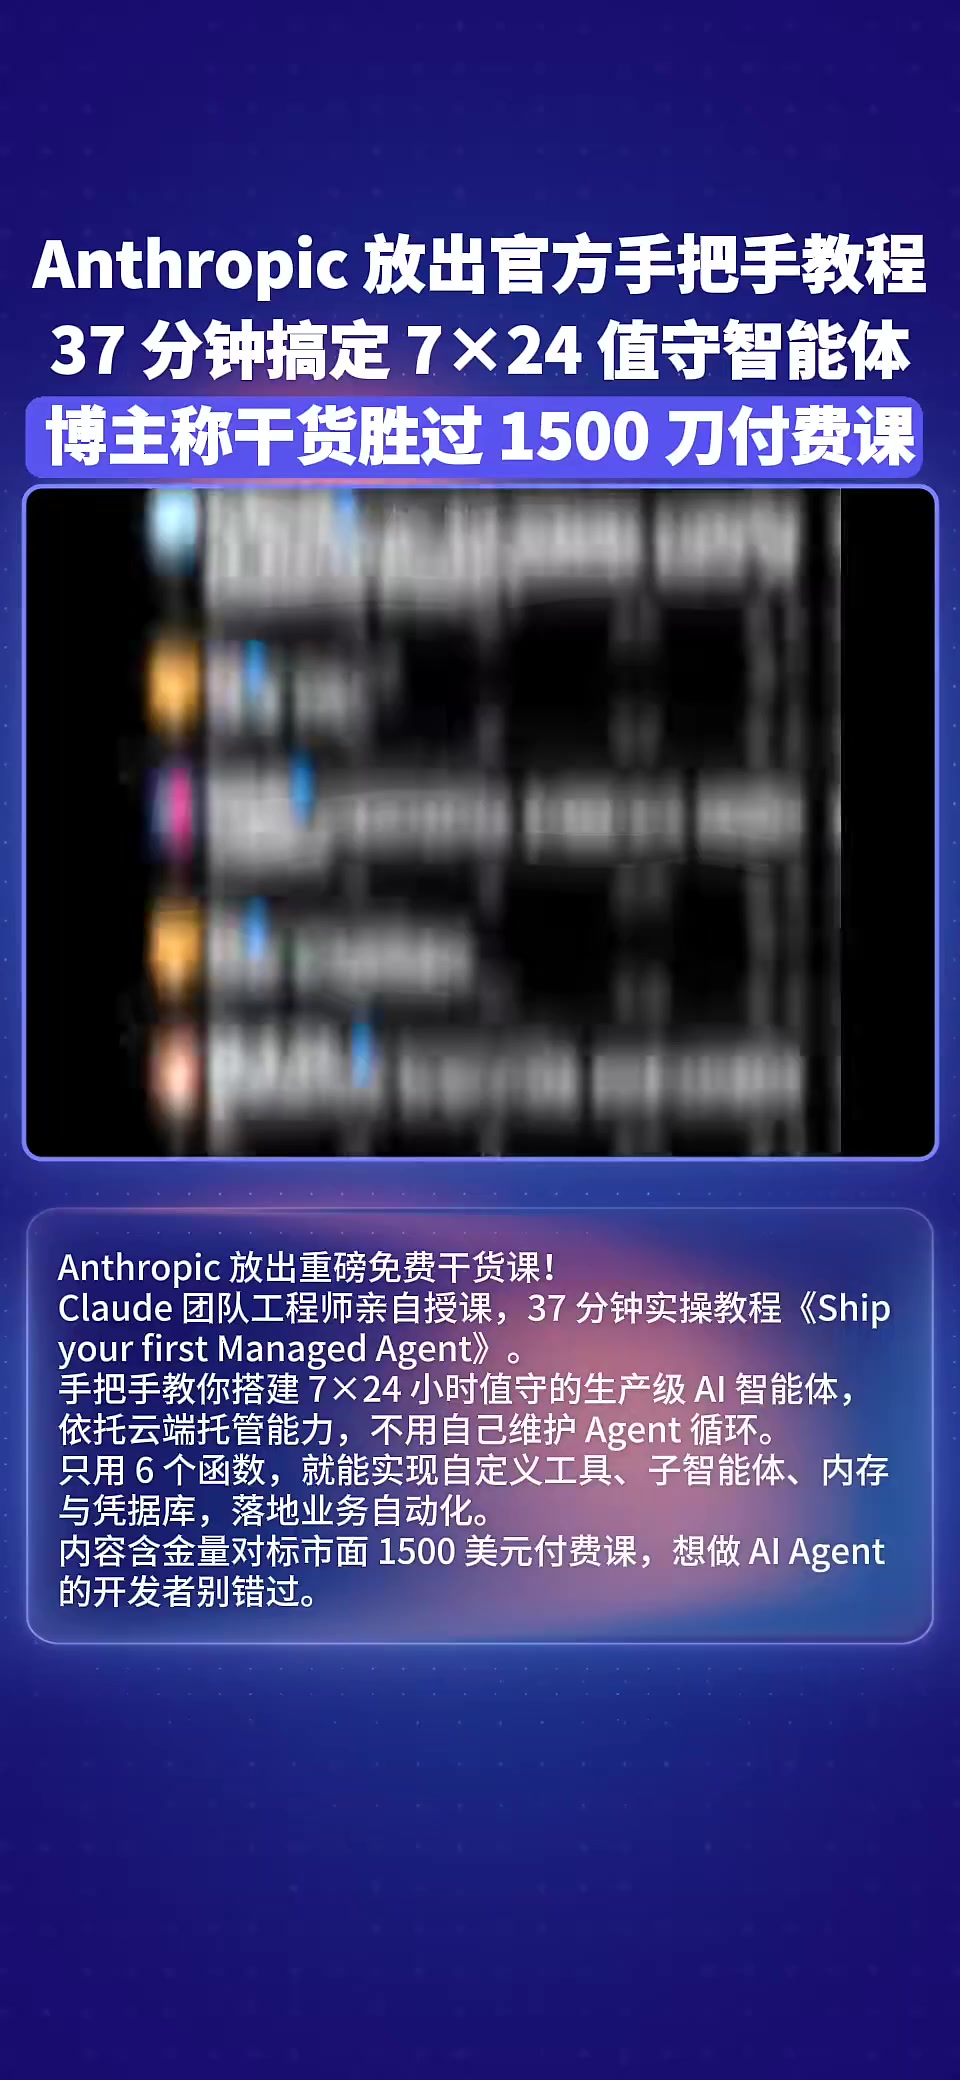 Anthropic 放出官方手把手教程
37 分钟搞定 7×24 值守智能体
博主称干货胜过 1500 刀付费课
Anthropic 放出重磅免费干货课!
Claude 团队工程师亲自授课，37 分钟实操教程《Ship
your first Managed Agent》。
手把手教你搭建 7×24 小时值守的生产级 AI 智能体，
依托云端托管能力，不用自己维护 Agent 循环。
只用 6 个函数，就能实现自定义工具、子智能体、内存
与凭据库，落地业务自动化。
内容含金量对标市面 1500 美元付费课，想做 AI Agent
的开发者别错过。